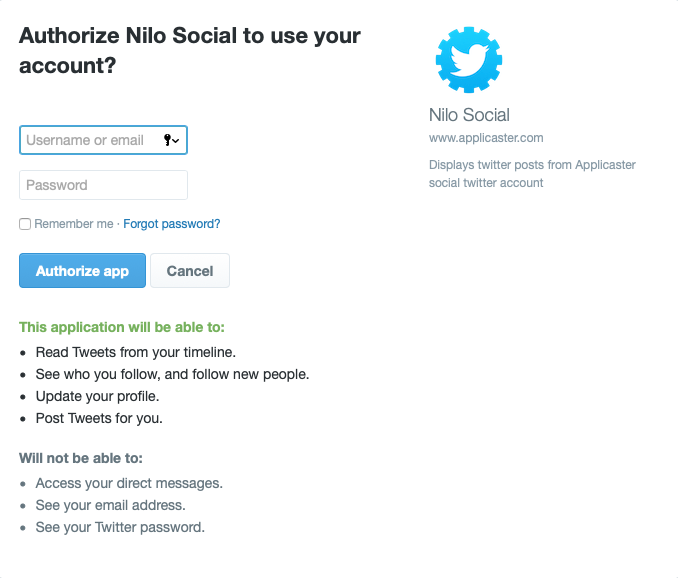 Authorize Nilo Social to use your
account?
Username or email
Password
Remember me · Forgot password?
Authorize app
Cancel
This application will be able to:
• Read Tweets from your timeline.
• See who you follow, and follow new people.
• Update your profile.
• Post Tweets for you.
Will not be able to:
• Access your direct messages.
• See your email address.
• See your Twitter password.
Nilo Social
www.applicaster.com
Displays twitter posts from Applicaster
social twitter account